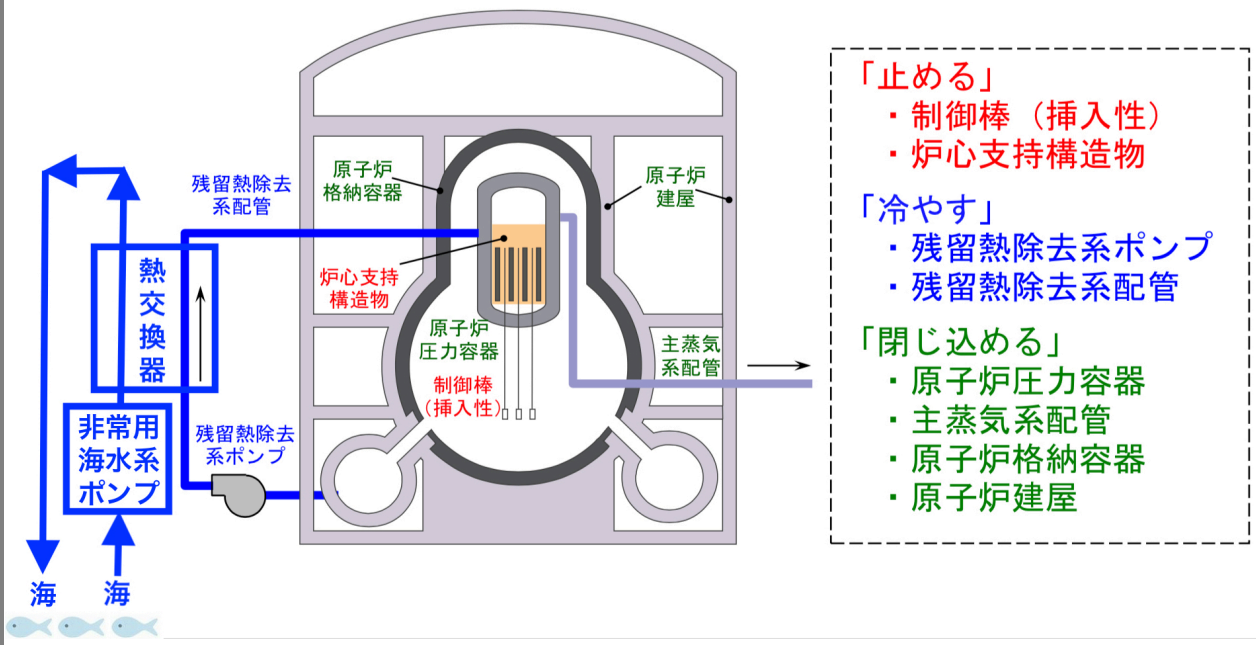 原子炉
格納容器
原子炉
建屋
残留熱除去
系配管
炉心支持
構造物
原子炉
圧力容器
制御棒
（挿入性）
主蒸気
系配管
熱
交
換
器
非常用
海水系
ポンプ
残留熱除去
系ポンプ
海
海
「止める」
・制御棒（挿入性）
・炉心支持構造物
「冷やす」
・残留熱除去系ポンプ
・残留熱除去系配管
「閉じ込める」
・原子炉圧力容器
・主蒸気系配管
・原子炉格納容器
・原子炉建屋